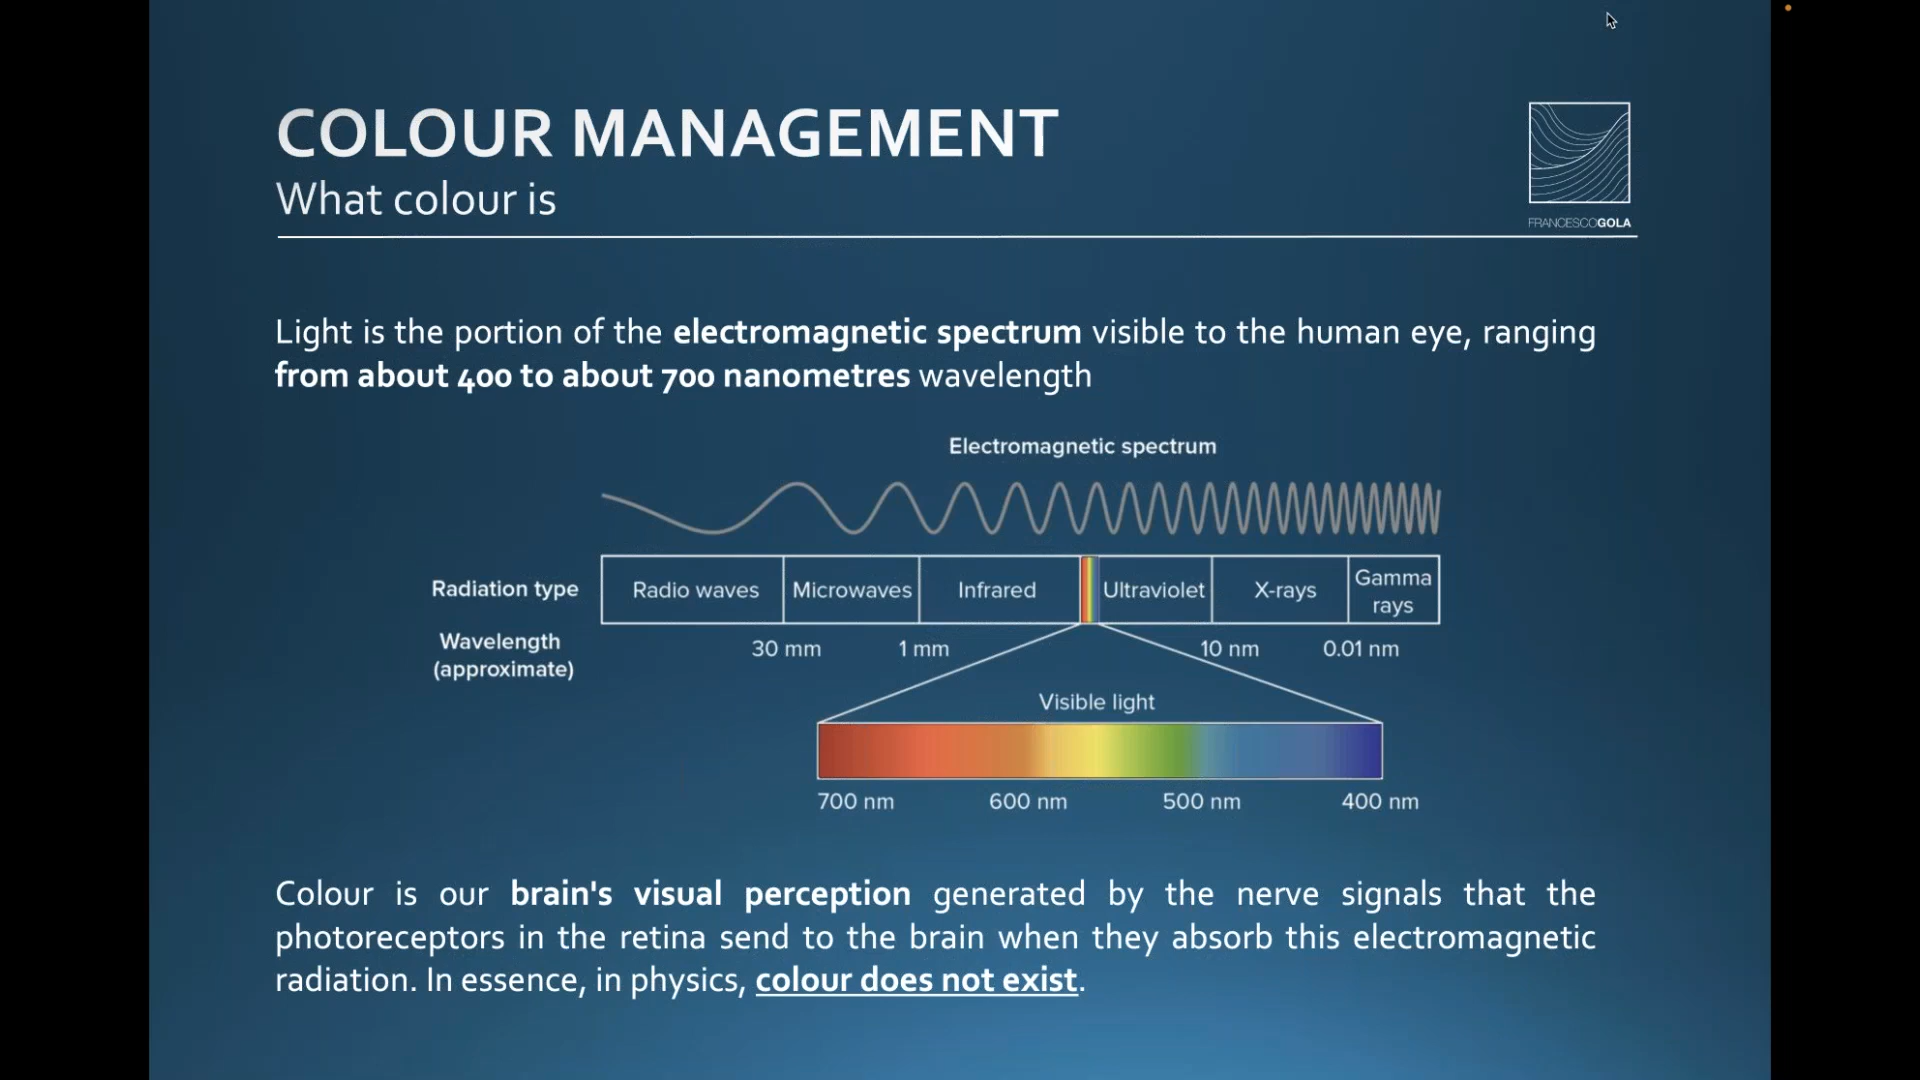 COLOUR MANAGEMENT
What colour is
FRANCESCOGOLA
Light is the portion of the electromagnetic spectrum visible to the human eye, ranging
from about 400 to about 700 nanometres wavelength
Electromagnetic spectrum
Radiation type
Radio waves
Microwaves
Infrared
Ultraviolet
X-rays
Gamma
rays
Wavelength
(approximate)
30 mm
1 mm
10 nm
0.01 nm
Visible light
700 nm
600 nm
500 nm
400 nm
Colour is our brain's visual perception generated by the nerve signals that the
photoreceptors in the retina send to the brain when they absorb this electromagnetic
radiation. In essence, in physics, colour does not exist.